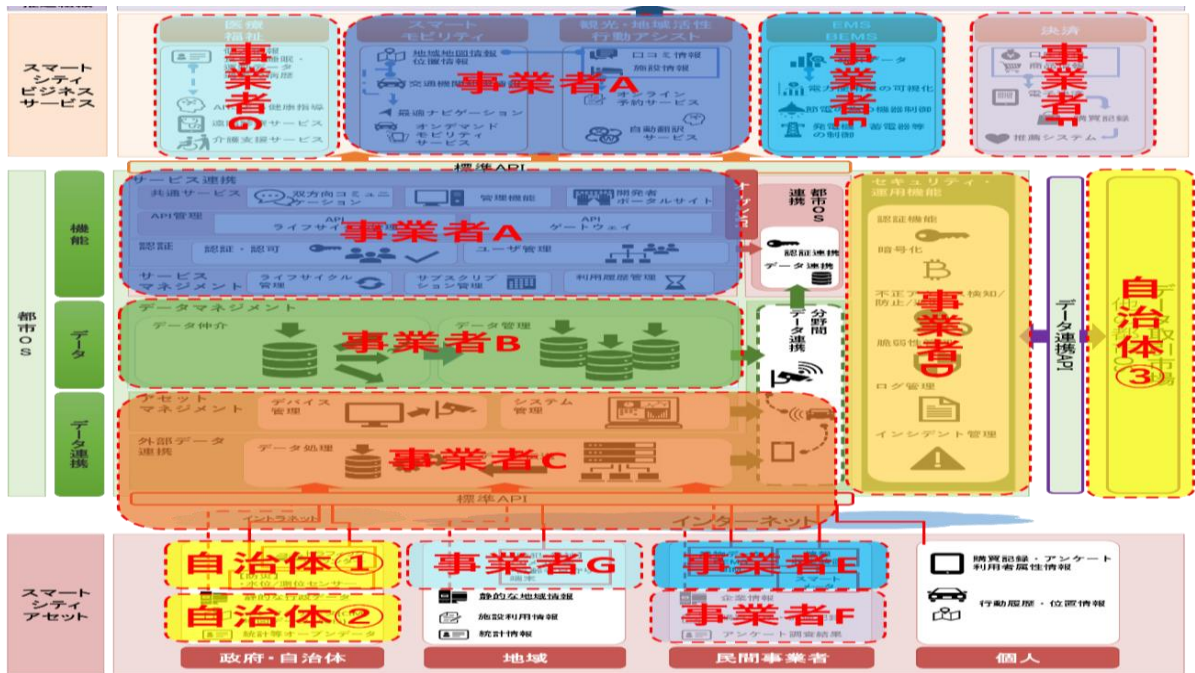 医療
福祉
事業者G
介護支援サービス
スマート
モビリティ
観光・地域活性
行動アシスト
地域地図情報
位置情報
口コミ情報
施設情報
事業者A
オンライン
予約サービス
最適ナビゲーション
オンデマンド
モビリティ
サービス
自動翻訳
サービス
EMS
BEMS
事業者E
決済
事業者F
推薦システム
スマート
シティ
ビジネス
サービス
標準API
都市OS
機能
サービス連携
共通サービス
双方向コミュニ
ケーション
管理機能
開発者
ポータルサイト
API管理
API
API
ゲートウェイ
事業者A
認証
認証・認可
ユーザ管理
サービス
マネジメント
ライフサイクル
管理
サブスクリプ
ション管理
利用履歴管理
都市OS
連携
認証連携
データ連携
データ
データマネジメント
データ仲介
データ管理
事業者B
分野間
データ連携
データ連携
アセット
マネジメント
デバイス
管理
システム
管理
外部データ
連携
データ処理
事業者C
標準API
セキュリティ・
運用機能
認証機能
暗号化
事業者D
ログ管理
インシデント管理
データ連携API
自治体③
イントラネット
インターネット
スマート
シティ
アセット
自治体①
自治体②
統計等オープンデータ
政府・自治体
事業者G
静的な地域情報
施設利用情報
統計情報
地域
事業者E
企業情報
事業者F
アンケート調査結果
民間事業者
購買記録・アンケート
利用者属性情報
行動履歴・位置情報
個人